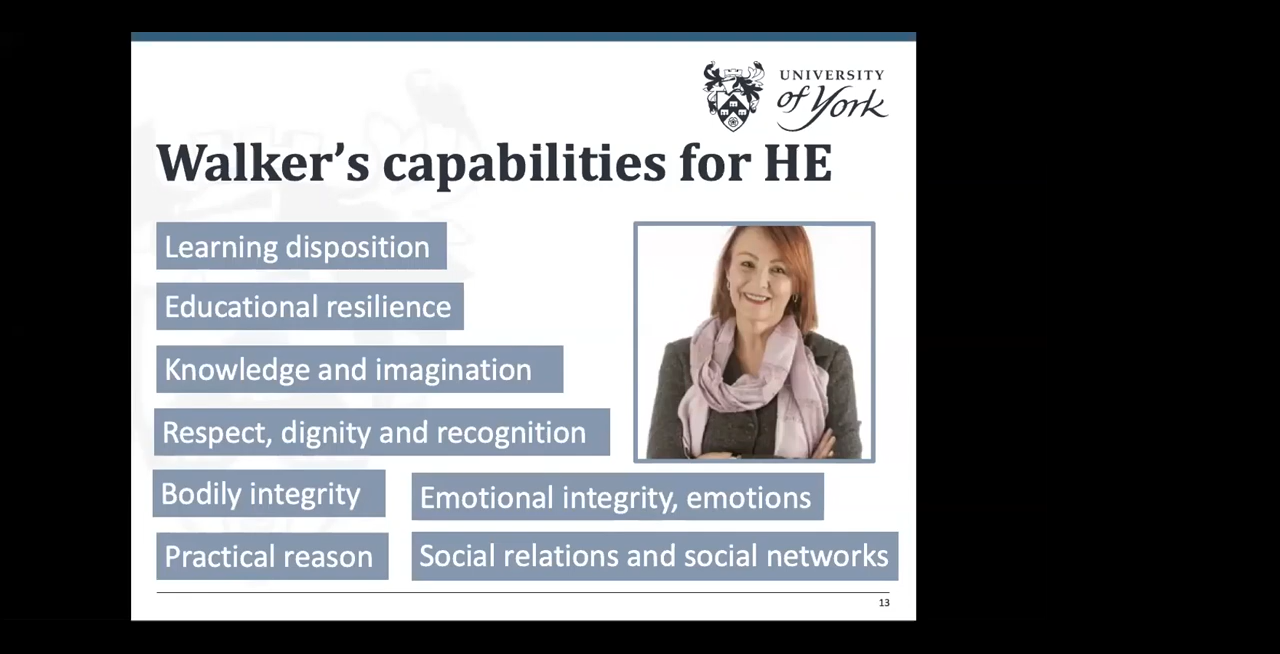 UNIVERSITY
of York
Walker's capabilities for HE
Learning disposition
Educational resilience
Knowledge and imagination
Respect, dignity and recognition
Bodily integrity
Emotional integrity, emotions
Practical reason
Social relations and social networks
13